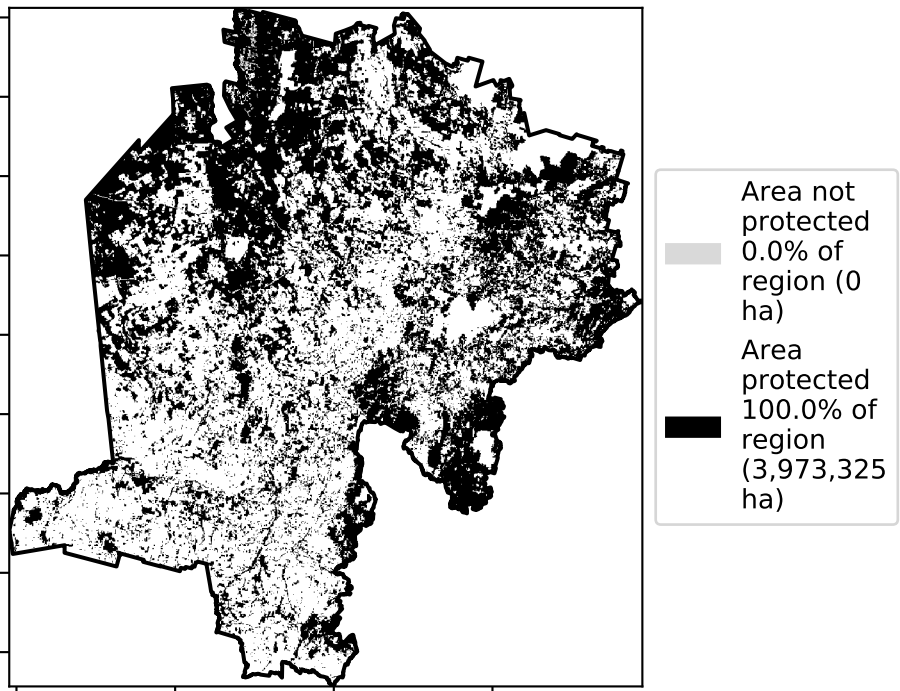 Area not
protected
0.0% of
region (0
ha)
Area
protected
100.0% of
region
(3,973,325
ha)